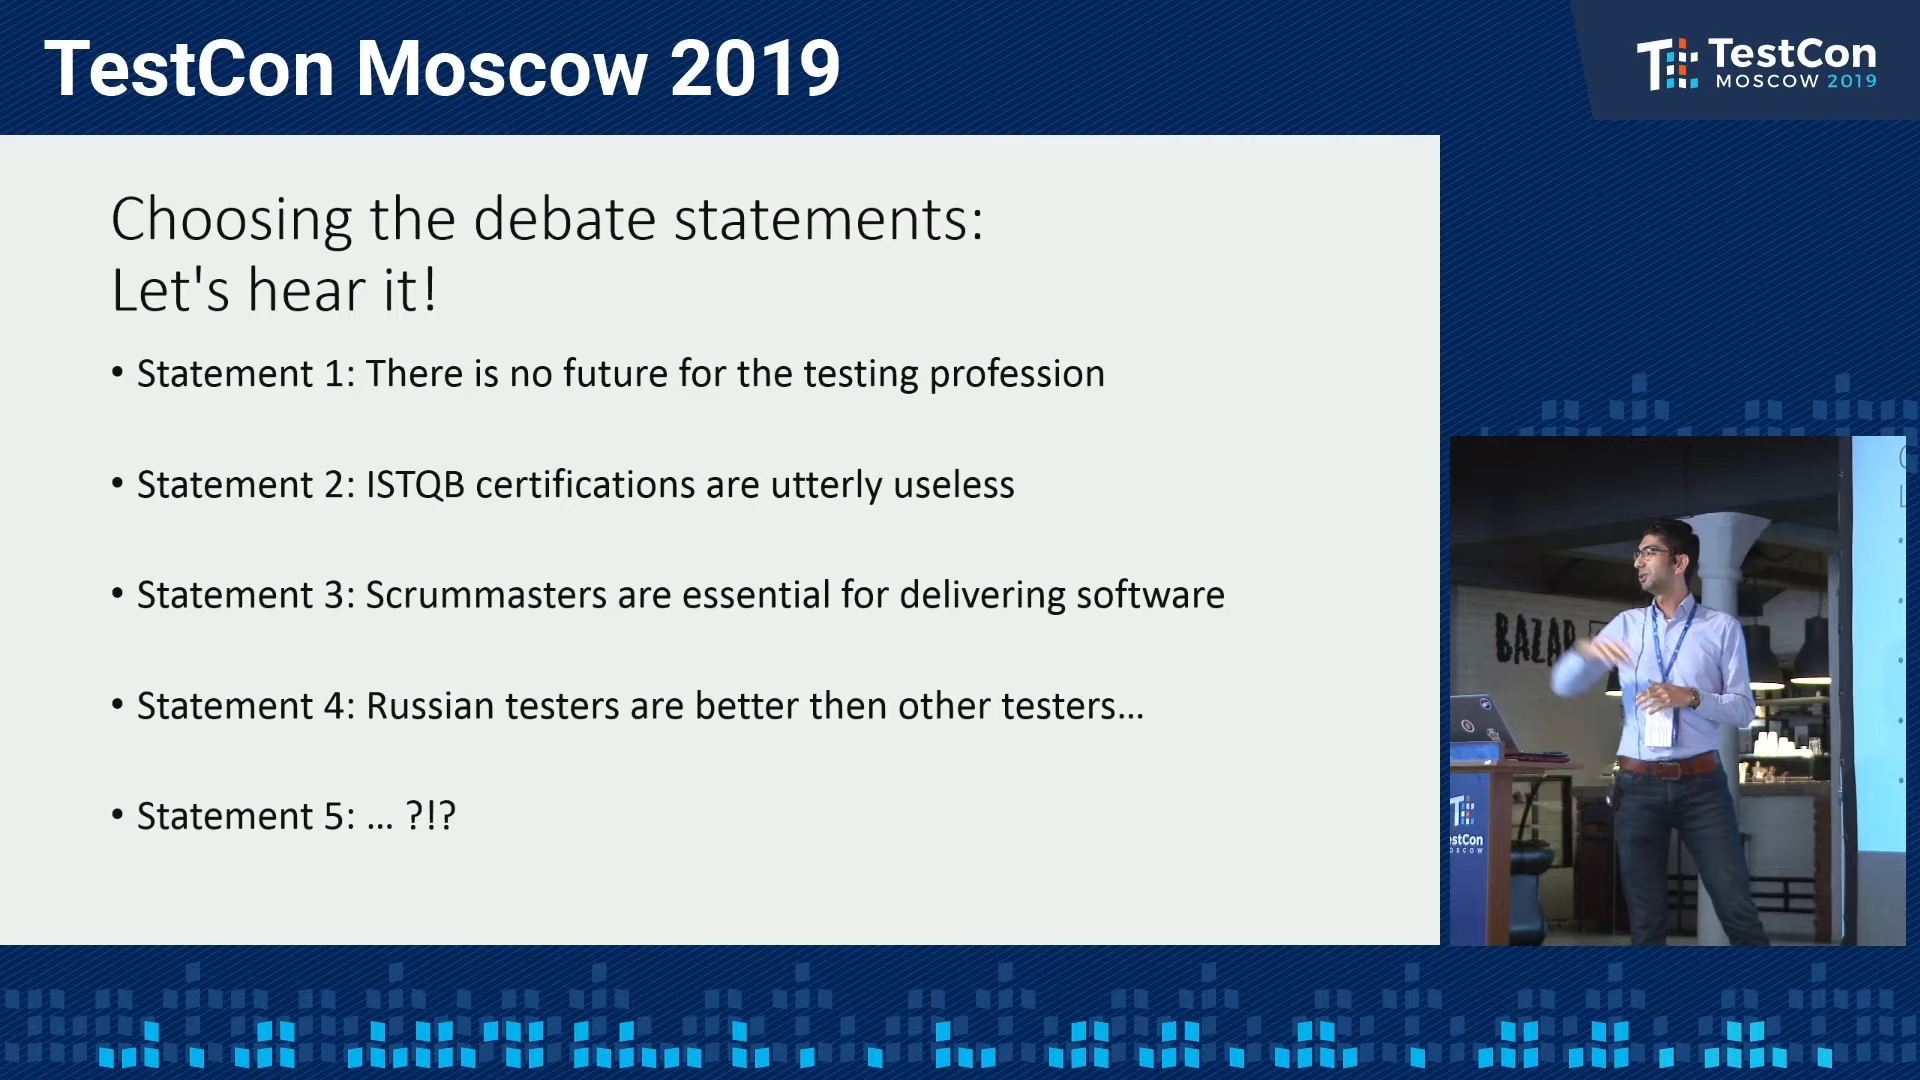 TestCon Moscow 2019
TestCon
MOSCOW 2019
Choosing the debate statements:
Let's hear it!
• Statement 1: There is no future for the testing profession
• Statement 2: ISTQB certifications are utterly useless
• Statement 3: Scrummasters are essential for delivering software
• Statement 4: Russian testers are better then other testers...
• Statement 5: ... ?!?
BAZAR
stCon